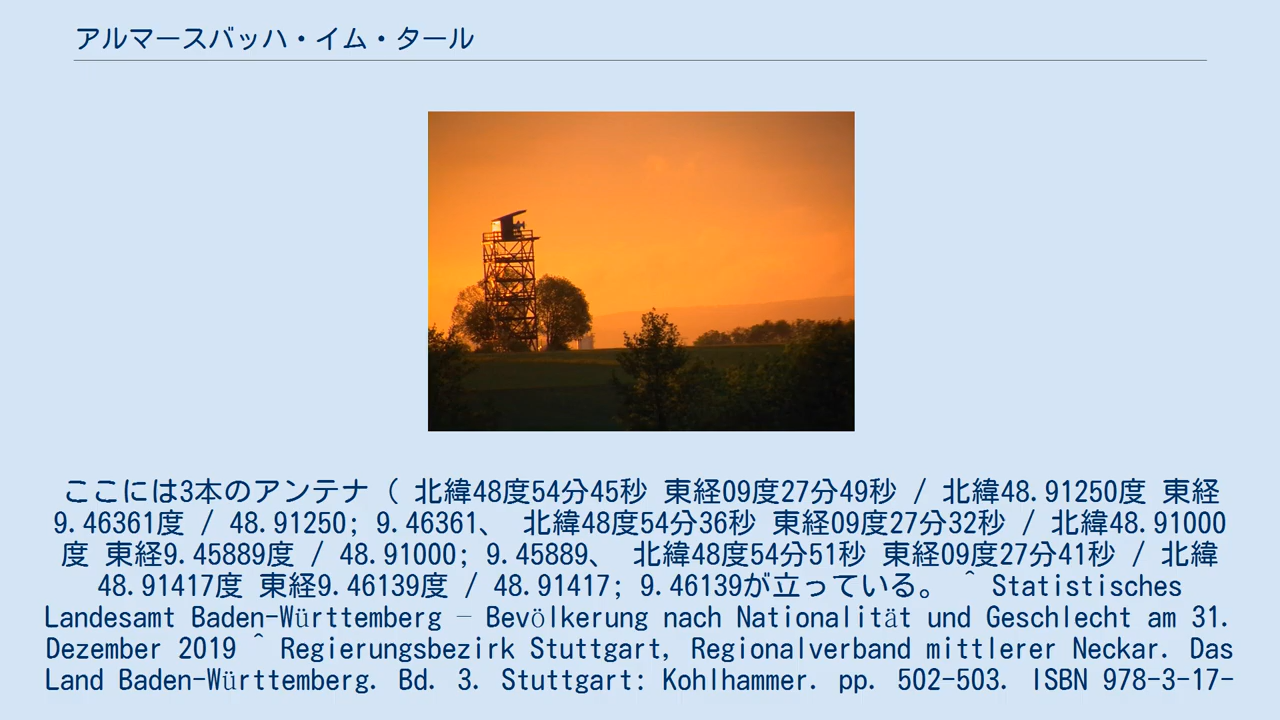 アルマースバッハ・イム・タール
ここには3本のアンテナ ( 北緯48度54分45秒 東経09度27分49秒 / 北緯48.91250度 東経
9.46361度 / 48.91250; 9.46361、 北緯48度54分36秒 東経09度27分32秒 / 北緯48.91000
度 東経9.45889度 / 48.91000; 9.45889、 北緯48度54分51秒 東経09度27分41秒 / 北緯
48.91417度 東経9.46139度 / 48.91417; 9.46139が立っている。 ^ Statistisches
Landesamt Baden-Württemberg – Bevölkerung nach Nationalität und Geschlecht am 31.
Dezember 2019 ^ Regierungsbezirk Stuttgart, Regionalverband mittlerer Neckar. Das
Land Baden-Württemberg. Bd. 3. Stuttgart: Kohlhammer. pp. 502-503. ISBN 978-3-17-